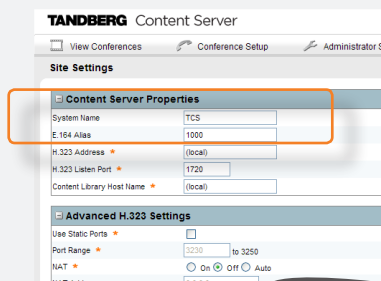 TANDBERG Content Server
View Conferences Conference Setup Administrator S
Site Settings
Content Server Properties
System Name TCS
E.164 Alias 1000
H.323 Address * (local)
H.323 Listen Port * 1720
Content Library Host Name * (local)
Advanced H.323 Settings
Use Static Ports *
Port Range * 3230 to 3250
NAT * On Off Auto